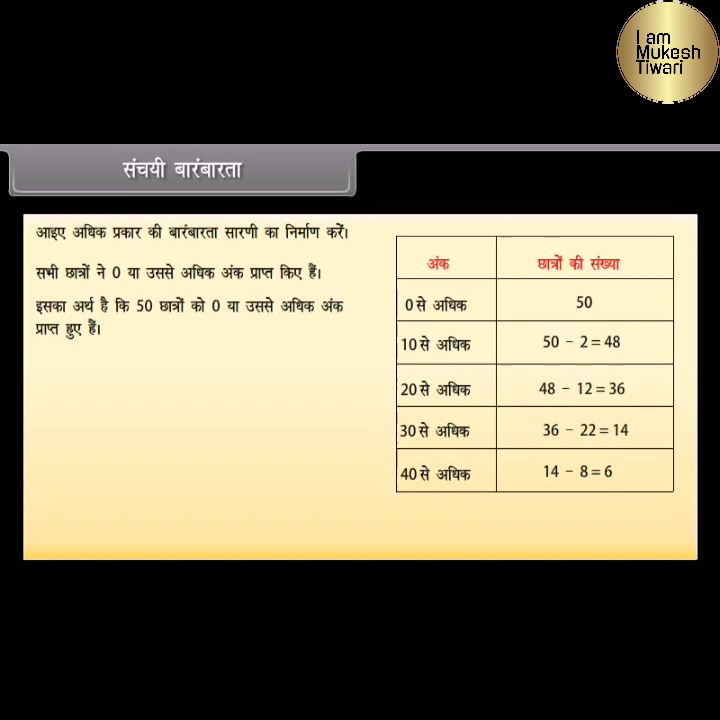 I am
Mukesh
Tiwari
संचयी बारंबारता
आइए अधिक प्रकार की बारंबारता सारणी का निर्माण करें।
सभी छात्रों ने 0 या उससे अधिक अंक प्राप्त किए हैं।
इसका अर्थ है कि 50 छात्रों को 0 या उससे अधिक अंक
प्राप्त हुए हैं।
अंक छात्रों की संख्या
0 से अधिक 50
10 से अधिक 50 - 2 = 48
20 से अधिक 48 - 12 = 36
30 से अधिक 36 - 22 = 14
40 से अधिक 14 - 8 = 6